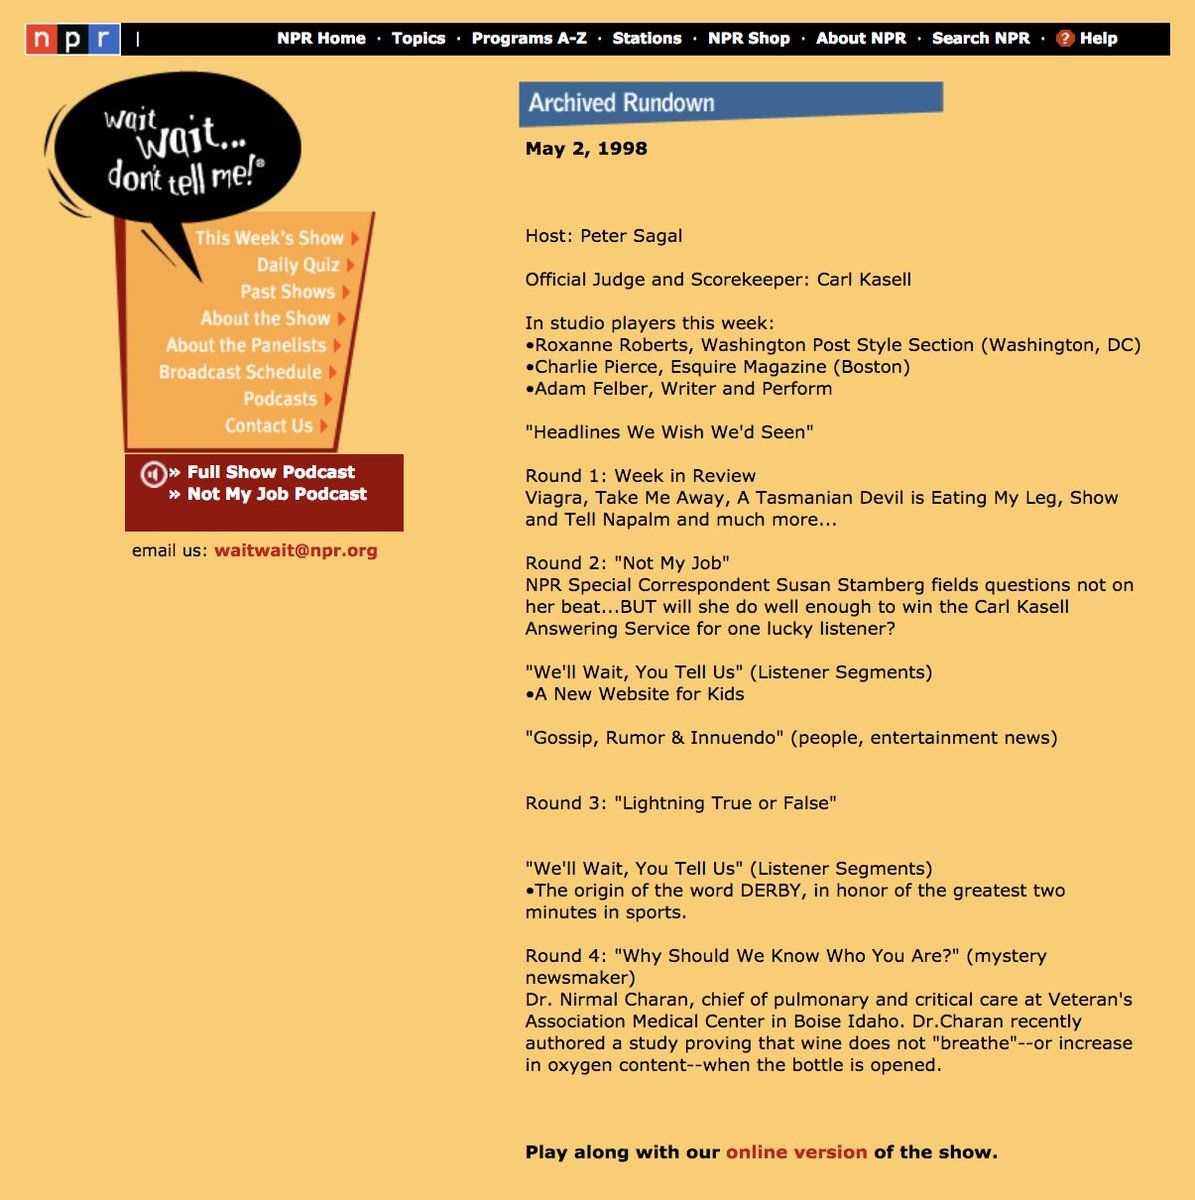 npr | NPR Home · Topics · Programs A-Z · Stations · NPR Shop · About NPR · Search NPR · ? Help
wait
wait...
don't tell me!®
This Week's Show
Daily Quiz
Past Shows
About the Show
About the Panelists
Broadcast Schedule
Podcasts
Contact Us
» Full Show Podcast
» Not My Job Podcast
email us: waitwait@npr.org
Archived Rundown
May 2, 1998
Host: Peter Sagal
Official Judge and Scorekeeper: Carl Kasell
In studio players this week:
•Roxanne Roberts, Washington Post Style Section (Washington, DC)
•Charlie Pierce, Esquire Magazine (Boston)
•Adam Felber, Writer and Perform
"Headlines We Wish We'd Seen"
Round 1: Week in Review
Viagra, Take Me Away, A Tasmanian Devil is Eating My Leg, Show
and Tell Napalm and much more...
Round 2: "Not My Job"
NPR Special Correspondent Susan Stamberg fields questions not on
her beat...BUT will she do well enough to win the Carl Kasell
Answering Service for one lucky listener?
"We'll Wait, You Tell Us" (Listener Segments)
•A New Website for Kids
"Gossip, Rumor & Innuendo" (people, entertainment news)
Round 3: "Lightning True or False"
"We'll Wait, You Tell Us" (Listener Segments)
•The origin of the word DERBY, in honor of the greatest two
minutes in sports.
Round 4: "Why Should We Know Who You Are?" (mystery
newsmaker)
Dr. Nirmal Charan, chief of pulmonary and critical care at Veteran's
Association Medical Center in Boise Idaho. Dr.Charan recently
authored a study proving that wine does not "breathe"--or increase
in oxygen content--when the bottle is opened.
Play along with our online version of the show.